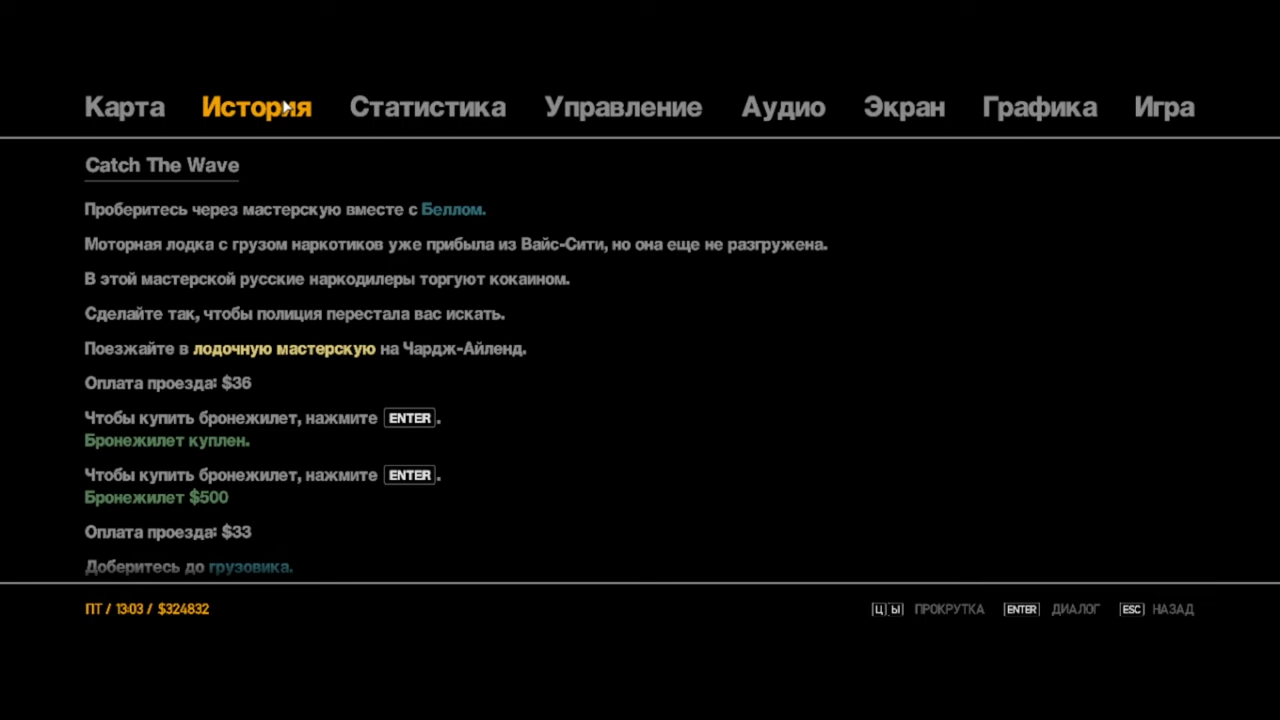 Карта История Статистика Управление Аудио Экран Графика Игра
Catch The Wave
Проберитесь через мастерскую вместе с Беллом.
Моторная лодка с грузом наркотиков уже прибыла из Вайс-Сити, но она еще не разгружена.
В этой мастерской русские наркодилеры торгуют кокаином.
Сделайте так, чтобы полиция перестала вас искать.
Поезжайте в лодочную мастерскую на Чардж-Айленд.
Оплата проезда: $36
Чтобы купить бронежилет, нажмите ENTER.
Бронежилет куплен.
Чтобы купить бронежилет, нажмите ENTER.
Бронежилет $500
Оплата проезда: $33
Доберитесь до грузовика.
ПТ / 13:03 / $324832 Ц Ы ПРОКРУТКА ENTER ДИАЛОГ ESC НАЗАД